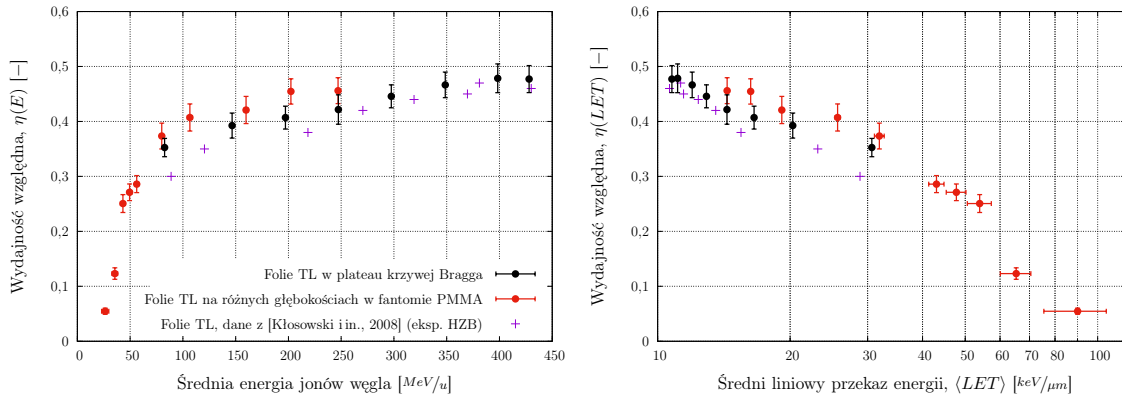 Wydajność względna, η(E) [−]
0,6
0,5
0,4
0,3
0,2
0,1
0
Folie TL w plateau krzywej Bragga
Folie TL na różnych głębokościach w fantomie PMMA
Folie TL, dane z [Kłosowski i in., 2008] (eksp. HZB)
0 50 100 150 200 250 300 350 400 450
Średnia energia jonów węgla [MeV/u]
Wydajność względna, η(LET) [−]
0,6
0,5
0,4
0,3
0,2
0,1
0
10 20 30 40 50 60 70 80 100
Średni liniowy przekaz energii, ⟨LET⟩ [keV/μm]